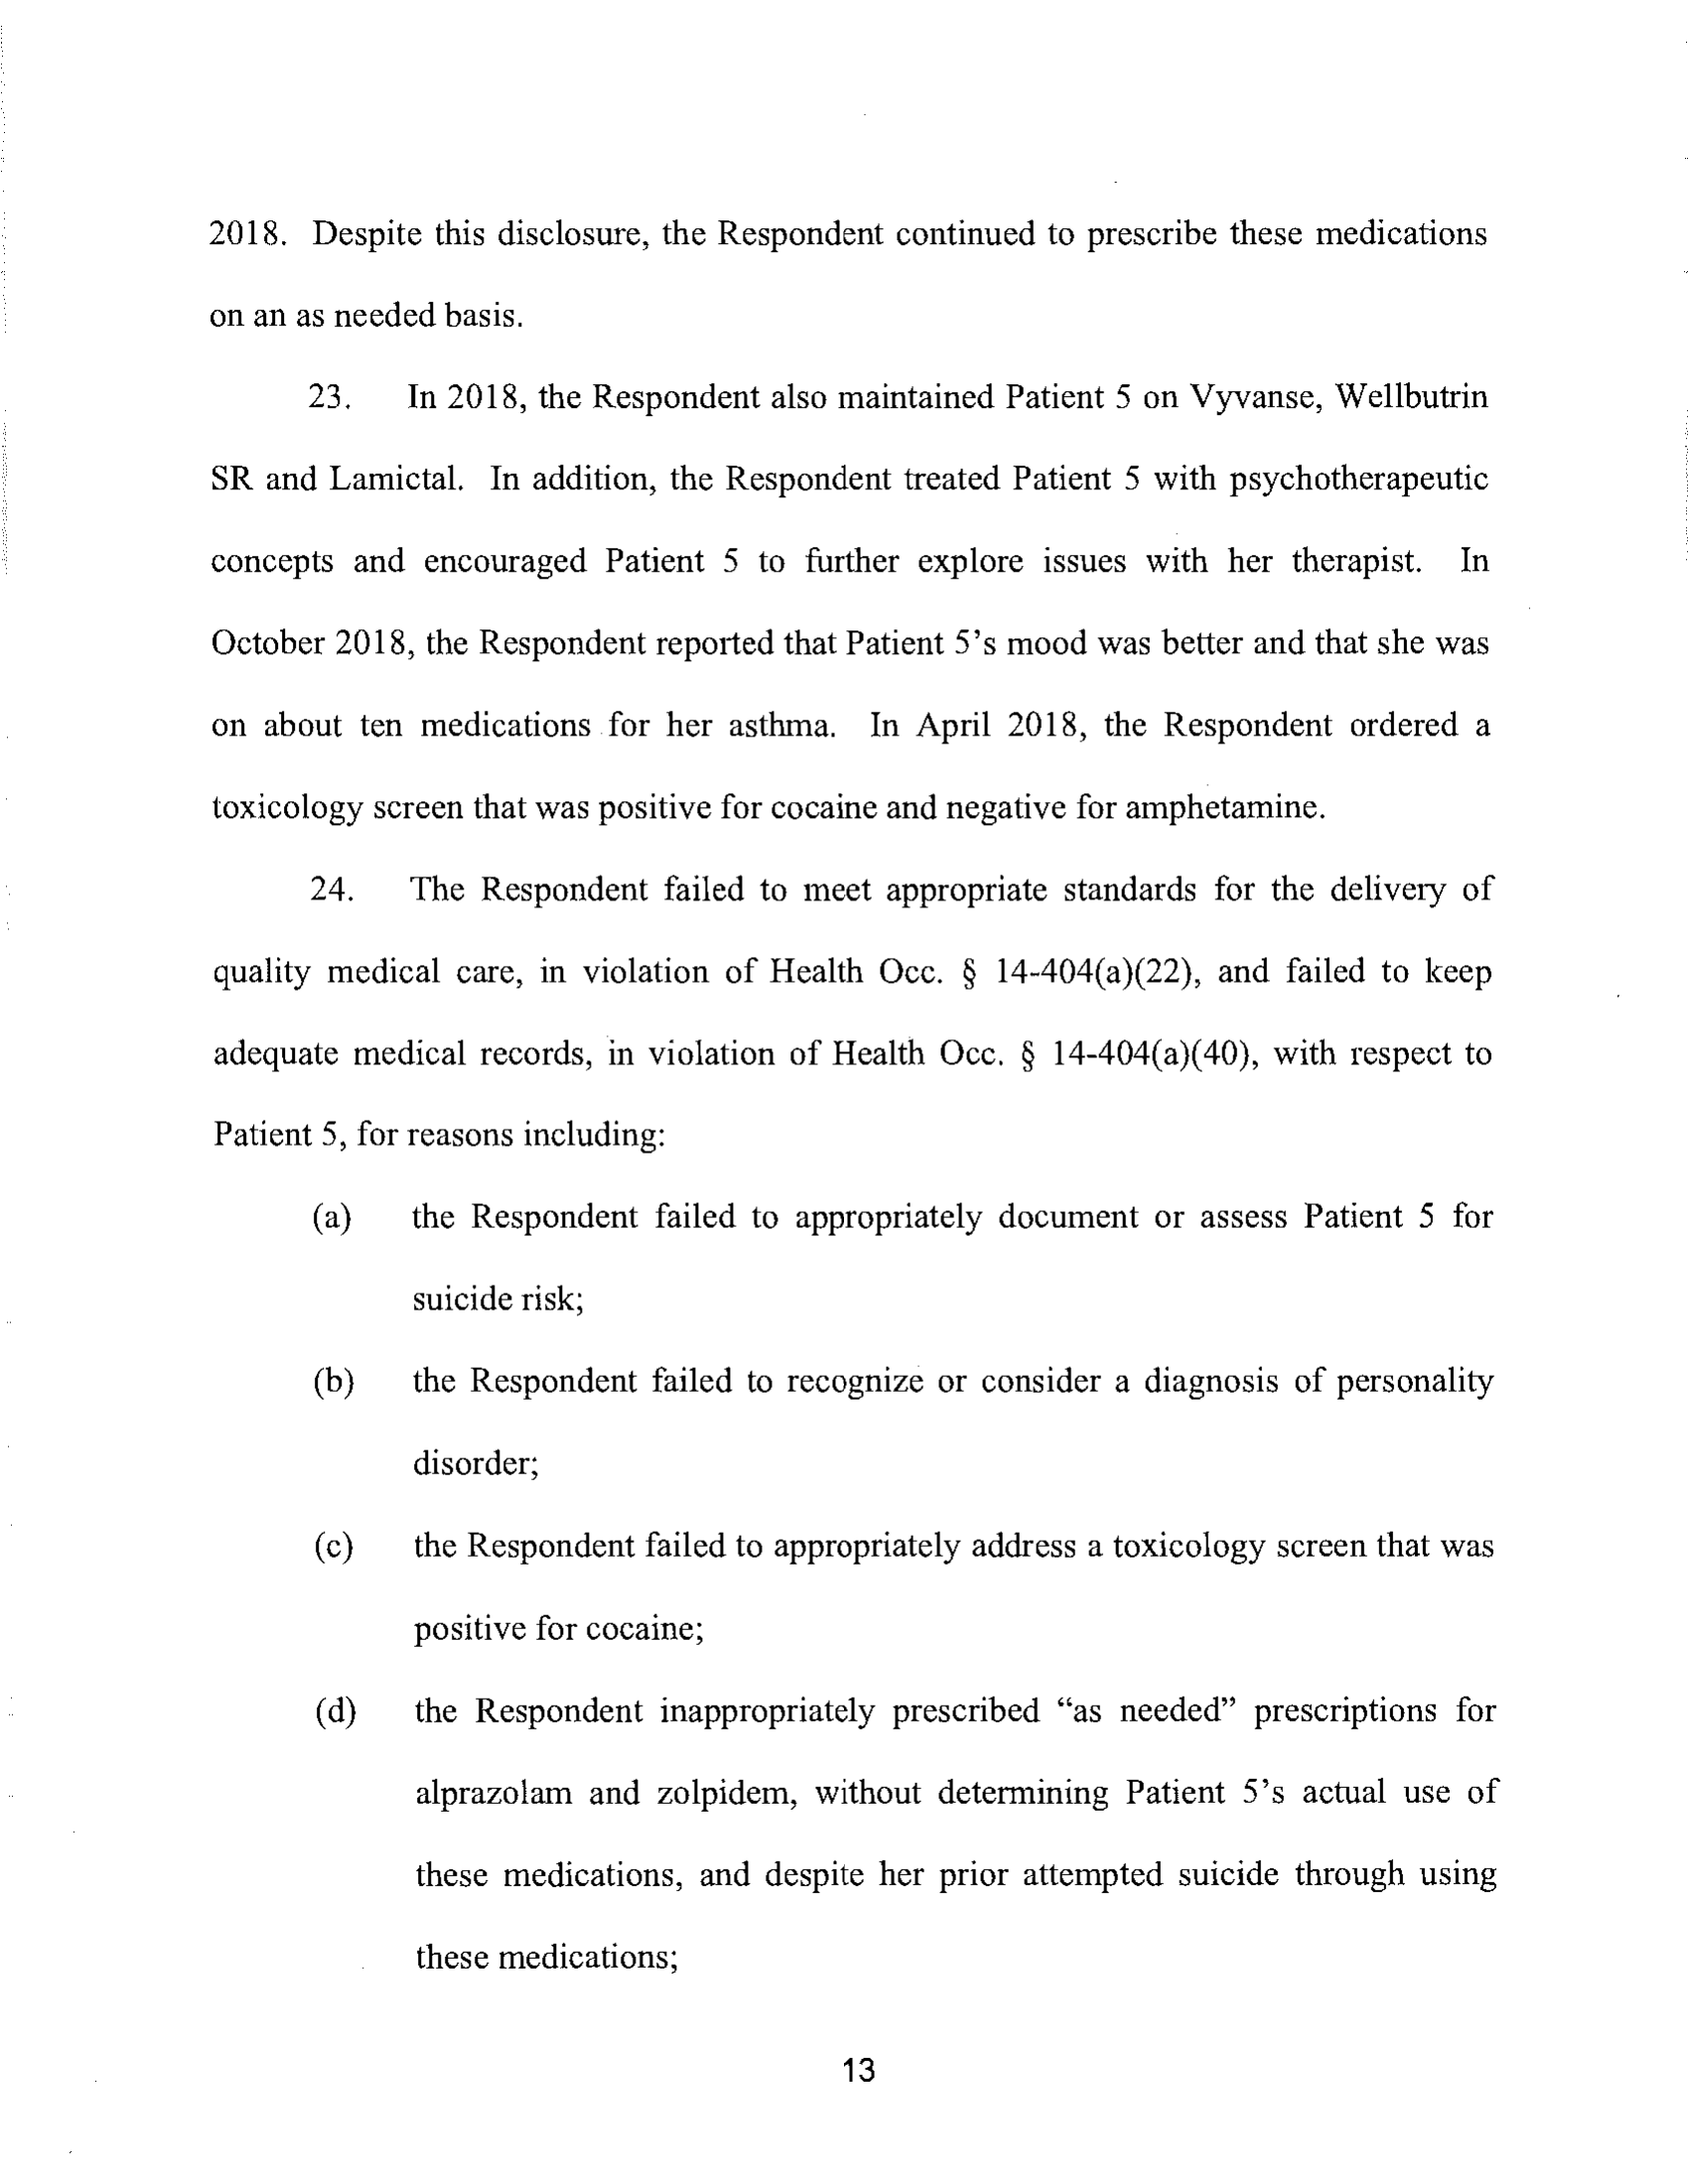 2018. Despite this disclosure, the Respondent continued to prescribe these medications
on an as needed basis.
23. In 2018, the Respondent also maintained Patient 5 on Vyvanse, Wellbutrin
SR and Lamictal. In addition, the Respondent treated Patient 5 with psychotherapeutic
concepts and encouraged Patient 5 to further explore issues with her therapist. In
October 2018, the Respondent reported that Patient 5’s mood was better and that she was
on about ten medications for her asthma. In April 2018, the Respondent ordered a
toxicology screen that was positive for cocaine and negative for amphetamine.
24. The Respondent failed to meet appropriate standards for the delivery of
quality medical care, in violation of Health Occ. § 14-404(a)(22), and failed to keep
adequate medical records, in violation of Health Occ. § 14-404(a)(40), with respect to
Patient 5, for reasons including:
(a) the Respondent failed to appropriately document or assess Patient 5 for
suicide risk;
(b) the Respondent failed to recognize or consider a diagnosis of personality
disorder;
(c) the Respondent failed to appropriately address a toxicology screen that was
positive for cocaine;
(d) the Respondent inappropriately prescribed “as needed” prescriptions for
alprazolam and zolpidem, without determining Patient 5’s actual use of
these medications, and despite her prior attempted suicide through using
these medications;
13